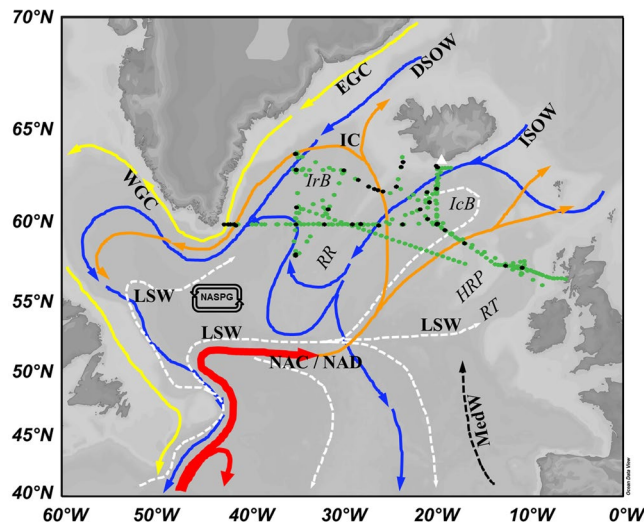 70°N
65°N
60°N
55°N
50°N
45°N
40°N
EGC
DSOW
IC
ISOW
WGC
IrB
IcB
RR
HRP
RT
LSW
NASPG
LSW
LSW
NAC / NAD
MedW
Ocean Data View
60°W
50°W
40°W
30°W
20°W
10°W
0°W